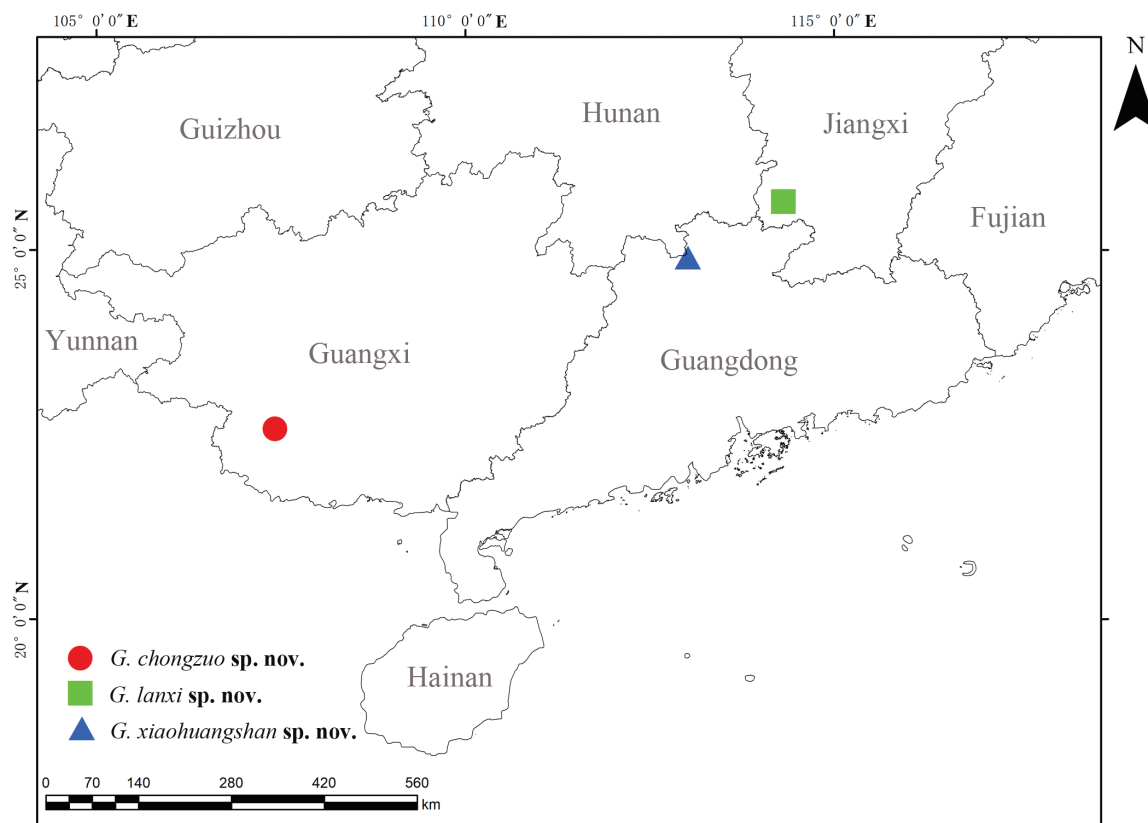 105° 0′0″E
110° 0′0″E
115° 0′0″E
N
Guizhou
Hunan
Jiangxi
Fujian
25° 0′0″N
Yunnan
Guangxi
Guangdong
20° 0′0″N
Hainan
G. chongzuo sp. nov.
G. lanxi sp. nov.
G. xiaohuangshan sp. nov.
0 70 140 280 420 560
km